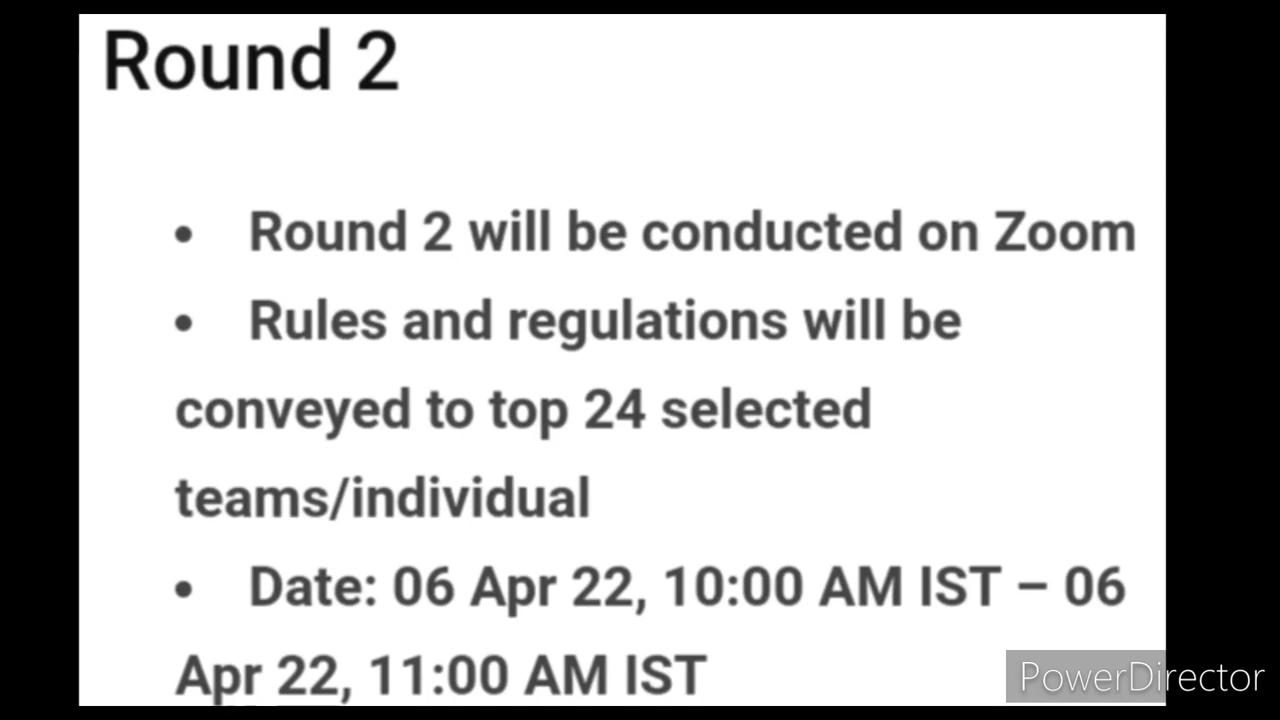 Round 2
• Round 2 will be conducted on Zoom
• Rules and regulations will be
conveyed to top 24 selected
teams/individual
• Date: 06 Apr 22, 10:00 AM IST – 06
Apr 22, 11:00 AM IST
PowerDirector